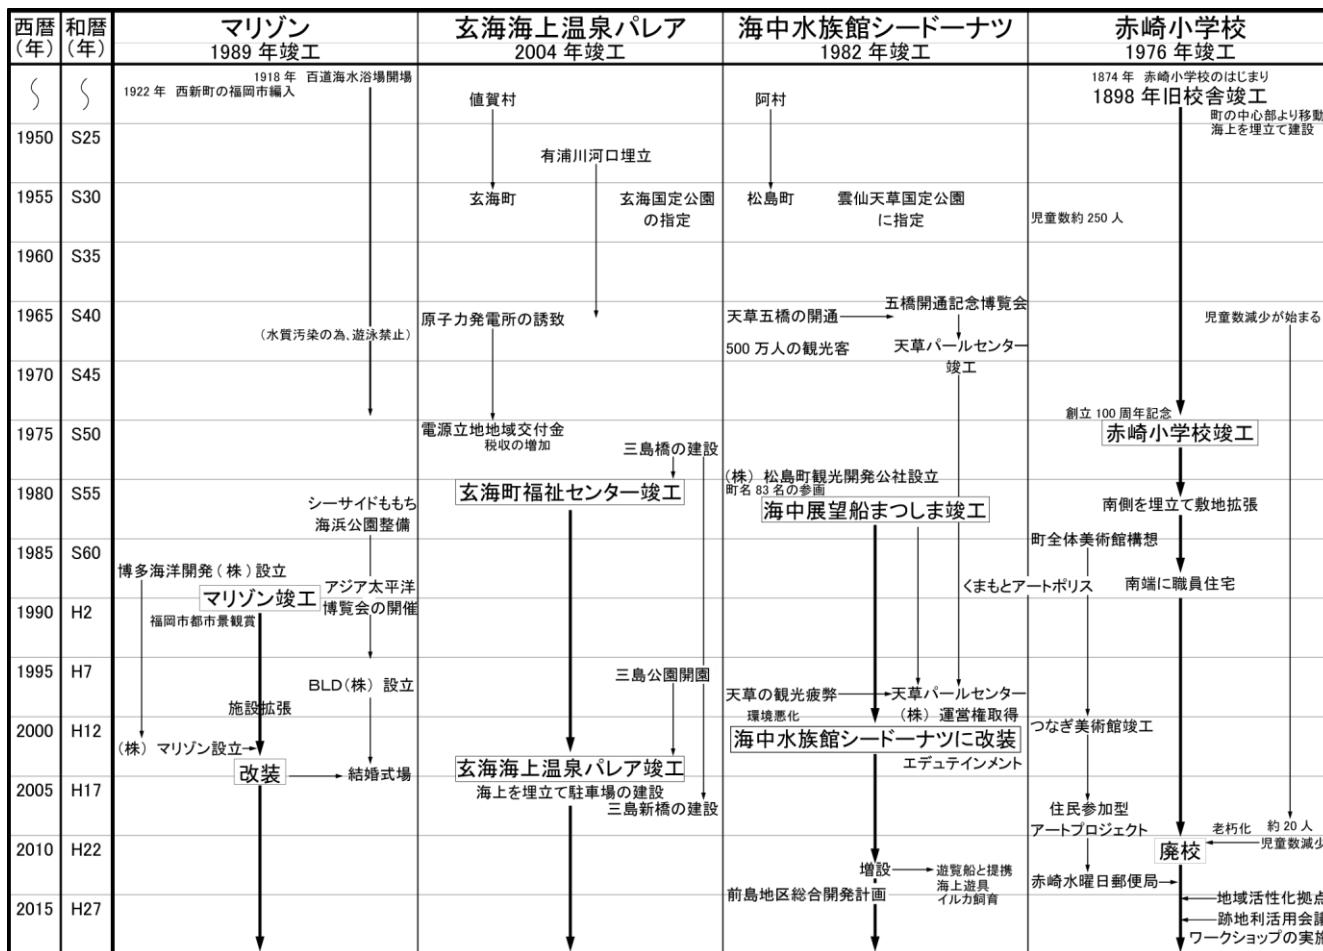 西暦
（年）
和暦
（年）
マリゾン
1989 年竣工
玄海海上温泉パレア
2004 年竣工
海中水族館シードーナツ
1982 年竣工
赤崎小学校
1976 年竣工
1950 S25
1955 S30
1960 S35
1965 S40
1970 S45
1975 S50
1980 S55
1985 S60
1990 H2
1995 H7
2000 H12
2005 H17
2010 H22
2015 H27
1918 年 百道海水浴場開場
1922 年 西新町の福岡市編入
（水質汚染の為、遊泳禁止）
シーサイドももち
海浜公園整備
博多海洋開発（株）設立
マリゾン竣工
アジア太平洋
博覧会の開催
福岡市都市景観賞
BLD（株）設立
施設拡張
（株） マリゾン設立
改装
結婚式場
値賀村
有浦川河口埋立
玄海町
玄海国定公園
の指定
原子力発電所の誘致
電源立地地域交付金
税収の増加
三島橋の建設
玄海町福祉センター竣工
三島公園開園
玄海海上温泉パレア竣工
海上を埋立て駐車場の建設
三島新橋の建設
阿村
松島町
雲仙天草国定公園
に指定
天草五橋の開通
五橋開通記念博覧会
500 万人の観光客
天草パールセンター
竣工
（株） 松島町観光開発公社設立
町名 83 名の参画
海中展望船まつしま竣工
天草の観光疲弊
天草パールセンター
（株） 運営権取得
環境悪化
海中水族館シードーナツに改装
エデュテインメント
増設
遊覧船と提携
海上遊具
イルカ飼育
前島地区総合開発計画
1874 年 赤崎小学校のはじまり
1898 年旧校舎竣工
町の中心部より移動
海上を埋立て建設
児童数約 250 人
児童数減少が始まる
創立 100 周年記念
赤崎小学校竣工
南側を埋立て敷地拡張
町全体美術館構想
くまもとアートポリス
南端に職員住宅
つなぎ美術館竣工
住民参加型
アートプロジェクト
老朽化
約 20 人
児童数減少
廃校
赤崎水曜日郵便局
地域活性化拠点
跡地利活用会議
ワークショップの実施